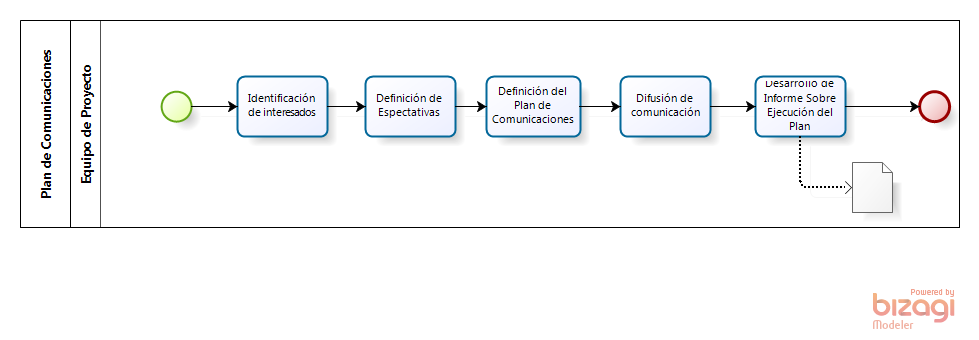 Plan de Comunicaciones
Equipo de Proyecto
Identificación
de interesados
Definición de
Espectativas
Definición del
Plan de
Comunicaciones
Difusión de
comunicación
Desarrollo de
Informe Sobre
Ejecución del
Plan
Powered by
bizagi
Modeler